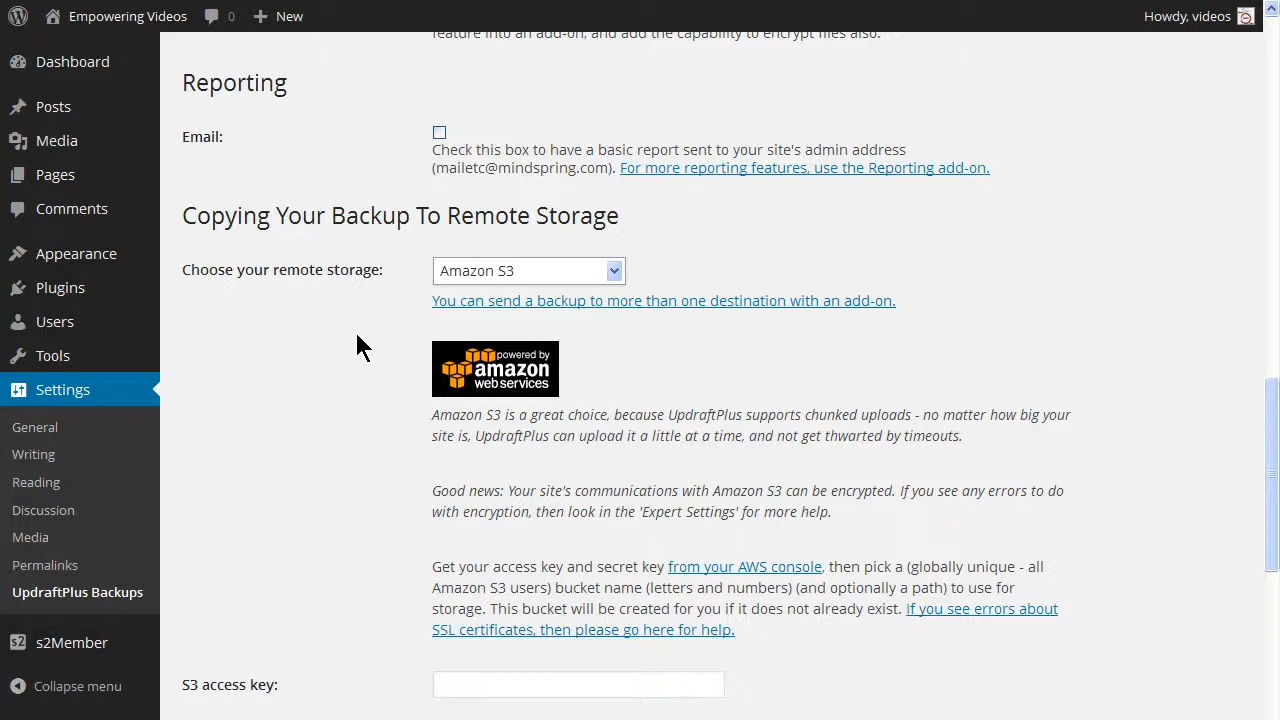 Empowering Videos
0
New
Howdy, videos
Dashboard
Posts
Media
Pages
Comments
Appearance
Plugins
Users
Tools
Settings
General
Writing
Reading
Discussion
Media
Permalinks
UpdraftPlus Backups
s2Member
Collapse menu
feature into an add-on, and add the capability to encrypt files also.
Reporting
Email:
Check this box to have a basic report sent to your site's admin address
(mailetc@mindspring.com). For more reporting features, use the Reporting add-on.
Copying Your Backup To Remote Storage
Choose your remote storage:
Amazon S3
You can send a backup to more than one destination with an add-on.
powered by
amazon
web services
Amazon S3 is a great choice, because UpdraftPlus supports chunked uploads - no matter how big your
site is, UpdraftPlus can upload it a little at a time, and not get thwarted by timeouts.
Good news: Your site's communications with Amazon S3 can be encrypted. If you see any errors to do
with encryption, then look in the 'Expert Settings' for more help.
Get your access key and secret key from your AWS console, then pick a (globally unique - all
Amazon S3 users) bucket name (letters and numbers) (and optionally a path) to use for
storage. This bucket will be created for you if it does not already exist. If you see errors about
SSL certificates, then please go here for help.
S3 access key: